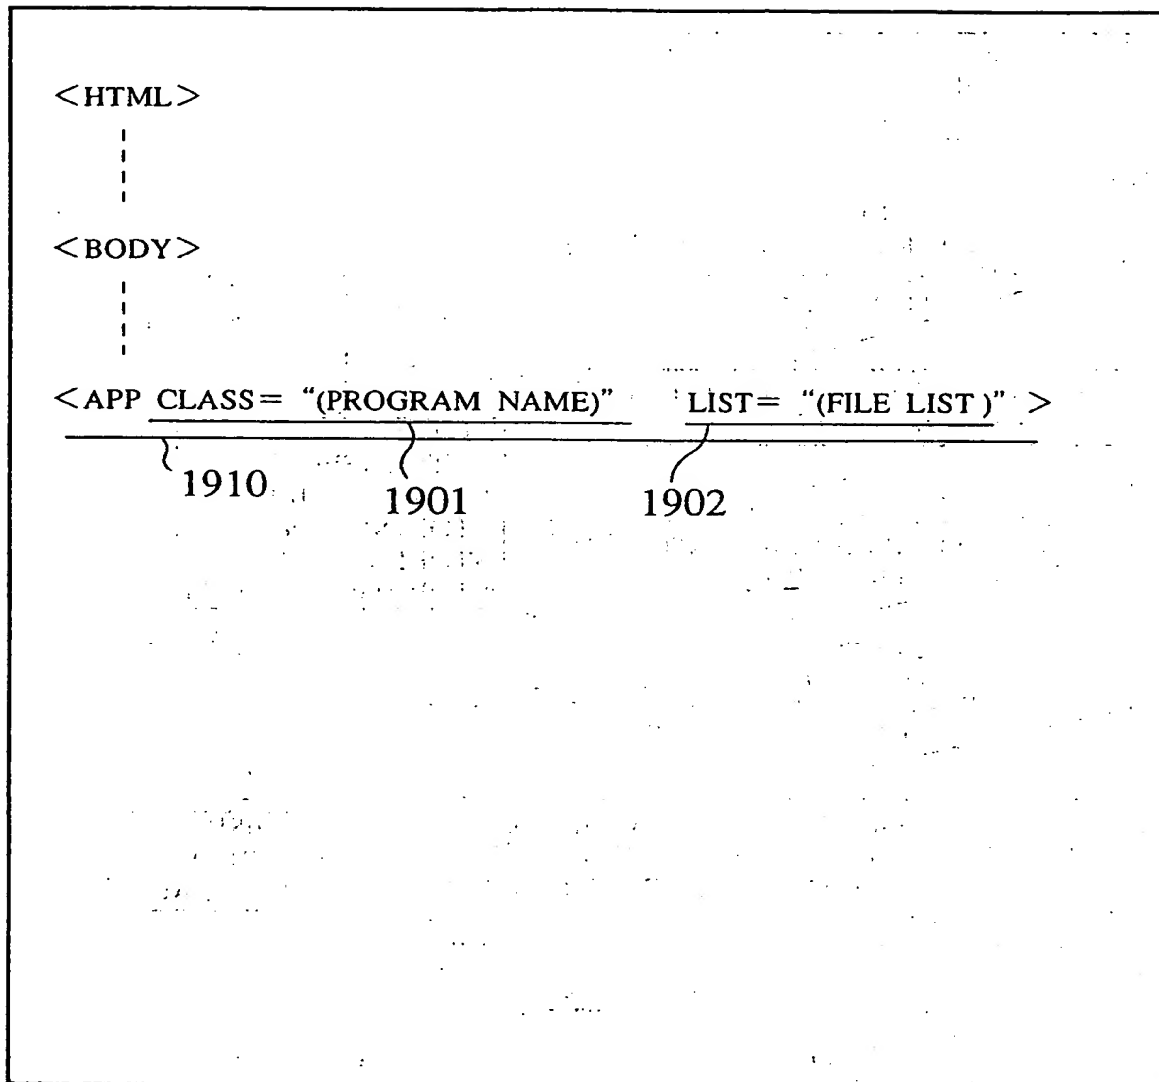 <HTML>
<BODY>
<APP CLASS= “(PROGRAM NAME)” LIST= “(FILE LIST)” >
1910 1901 1902